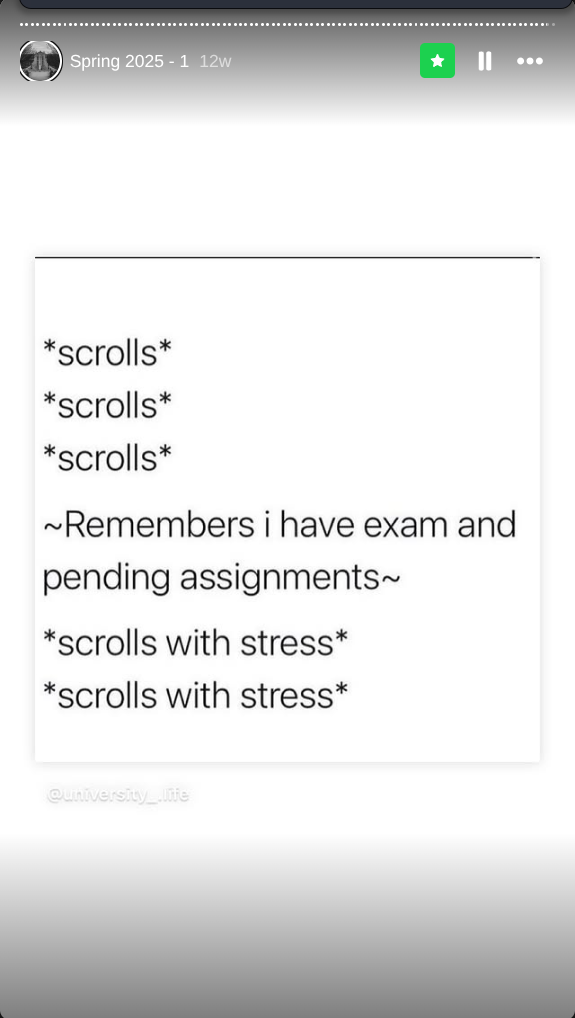 Spring 2025 - 1 12w
*scrolls*
*scrolls*
*scrolls*
~Remembers i have exam and
pending assignments~
*scrolls with stress*
*scrolls with stress*
@university_.life